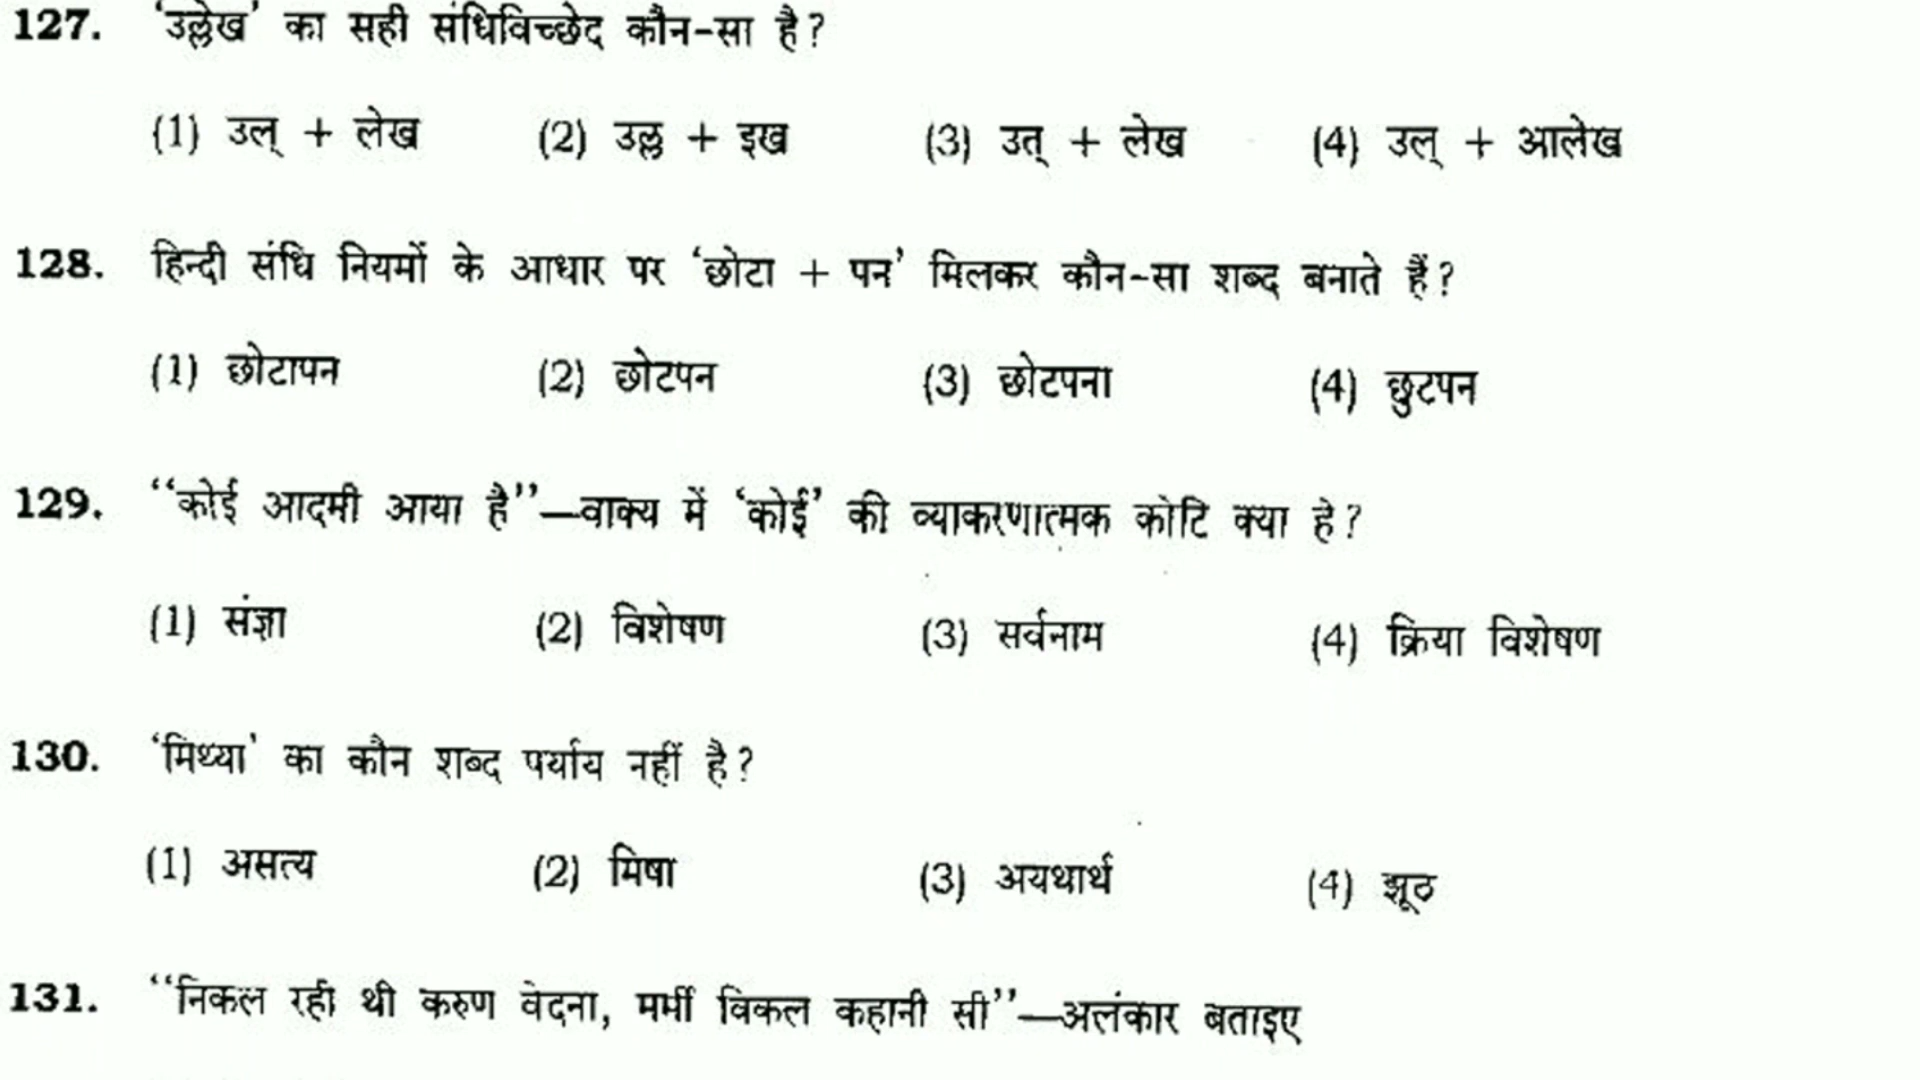 127. 'उल्लेख' का सही संधिविच्छेद कौन-सा है?
(1) उल् + लेख (2) उल्ल + इख (3) उत् + लेख (4) उल् + आलेख
128. हिन्दी संधि नियमों के आधार पर 'छोटा + पन' मिलकर कौन-सा शब्द बनाते हैं?
(1) छोटापन (2) छोटपन (3) छोटपना (4) छुटपन
129. "कोई आदमी आया है"—वाक्य में 'कोई' की व्याकरणात्मक कोटि क्या है?
(1) संज्ञा (2) विशेषण (3) सर्वनाम (4) क्रिया विशेषण
130. 'मिथ्या' का कौन शब्द पर्याय नहीं है?
(1) असत्य (2) मिषा (3) अयथार्थ (4) झूठ
131. "निकल रही थी करुण वेदना, मर्मी विकल कहानी सी"—अलंकार बताइए